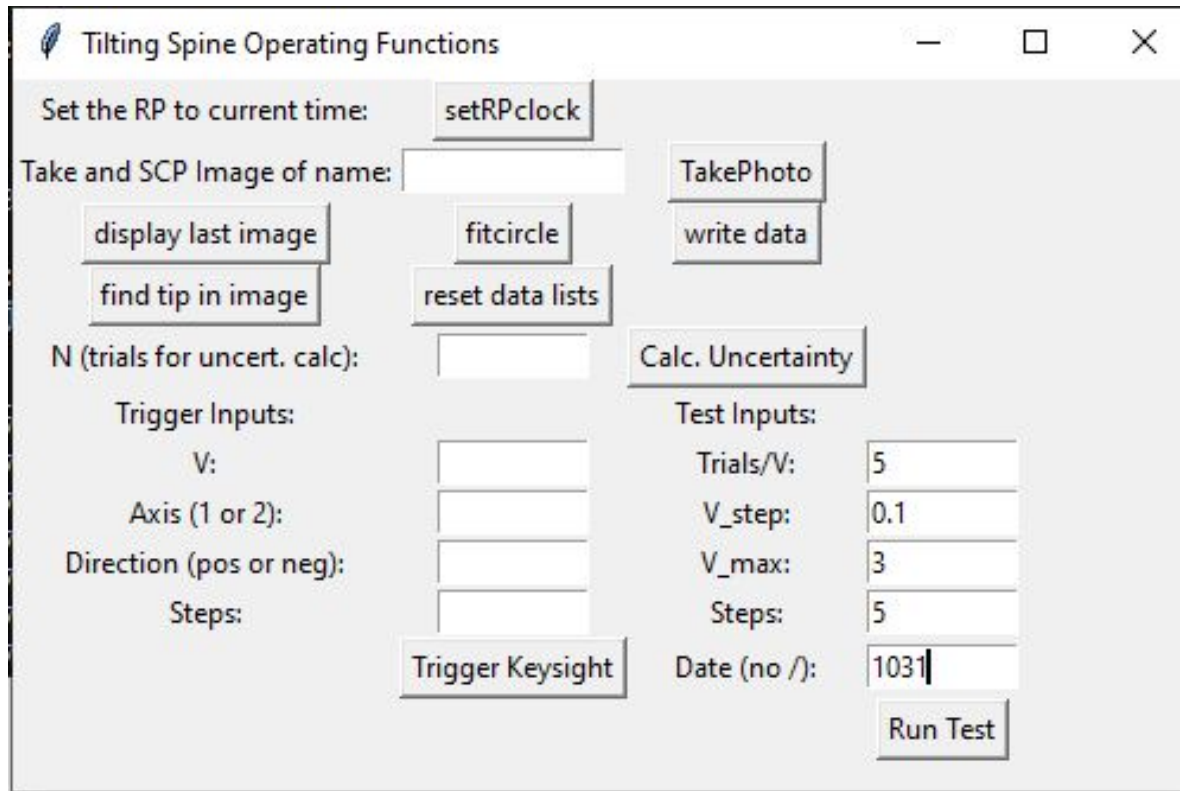 Tilting Spine Operating Functions
Set the RP to current time: setRPclock
Take and SCP Image of name: TakePhoto
display last image fitcircle write data
find tip in image reset data lists
N (trials for uncert. calc): Calc. Uncertainty
Trigger Inputs: Test Inputs:
V: Trials/V: 5
Axis (1 or 2): V_step: 0.1
Direction (pos or neg): V_max: 3
Steps: Steps: 5
Trigger Keysight Date (no /): 1031
Run Test